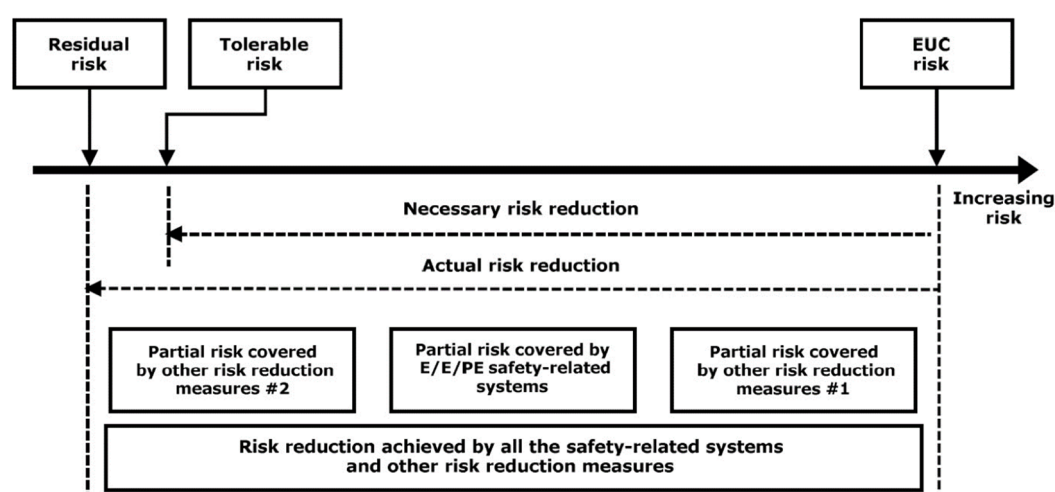 Residual
risk
Tolerable
risk
EUC
risk
Increasing
risk
Necessary risk reduction
Actual risk reduction
Partial risk covered
by other risk reduction
measures #2
Partial risk covered by
E/E/PE safety-related
systems
Partial risk covered
by other risk reduction
measures #1
Risk reduction achieved by all the safety-related systems
and other risk reduction measures